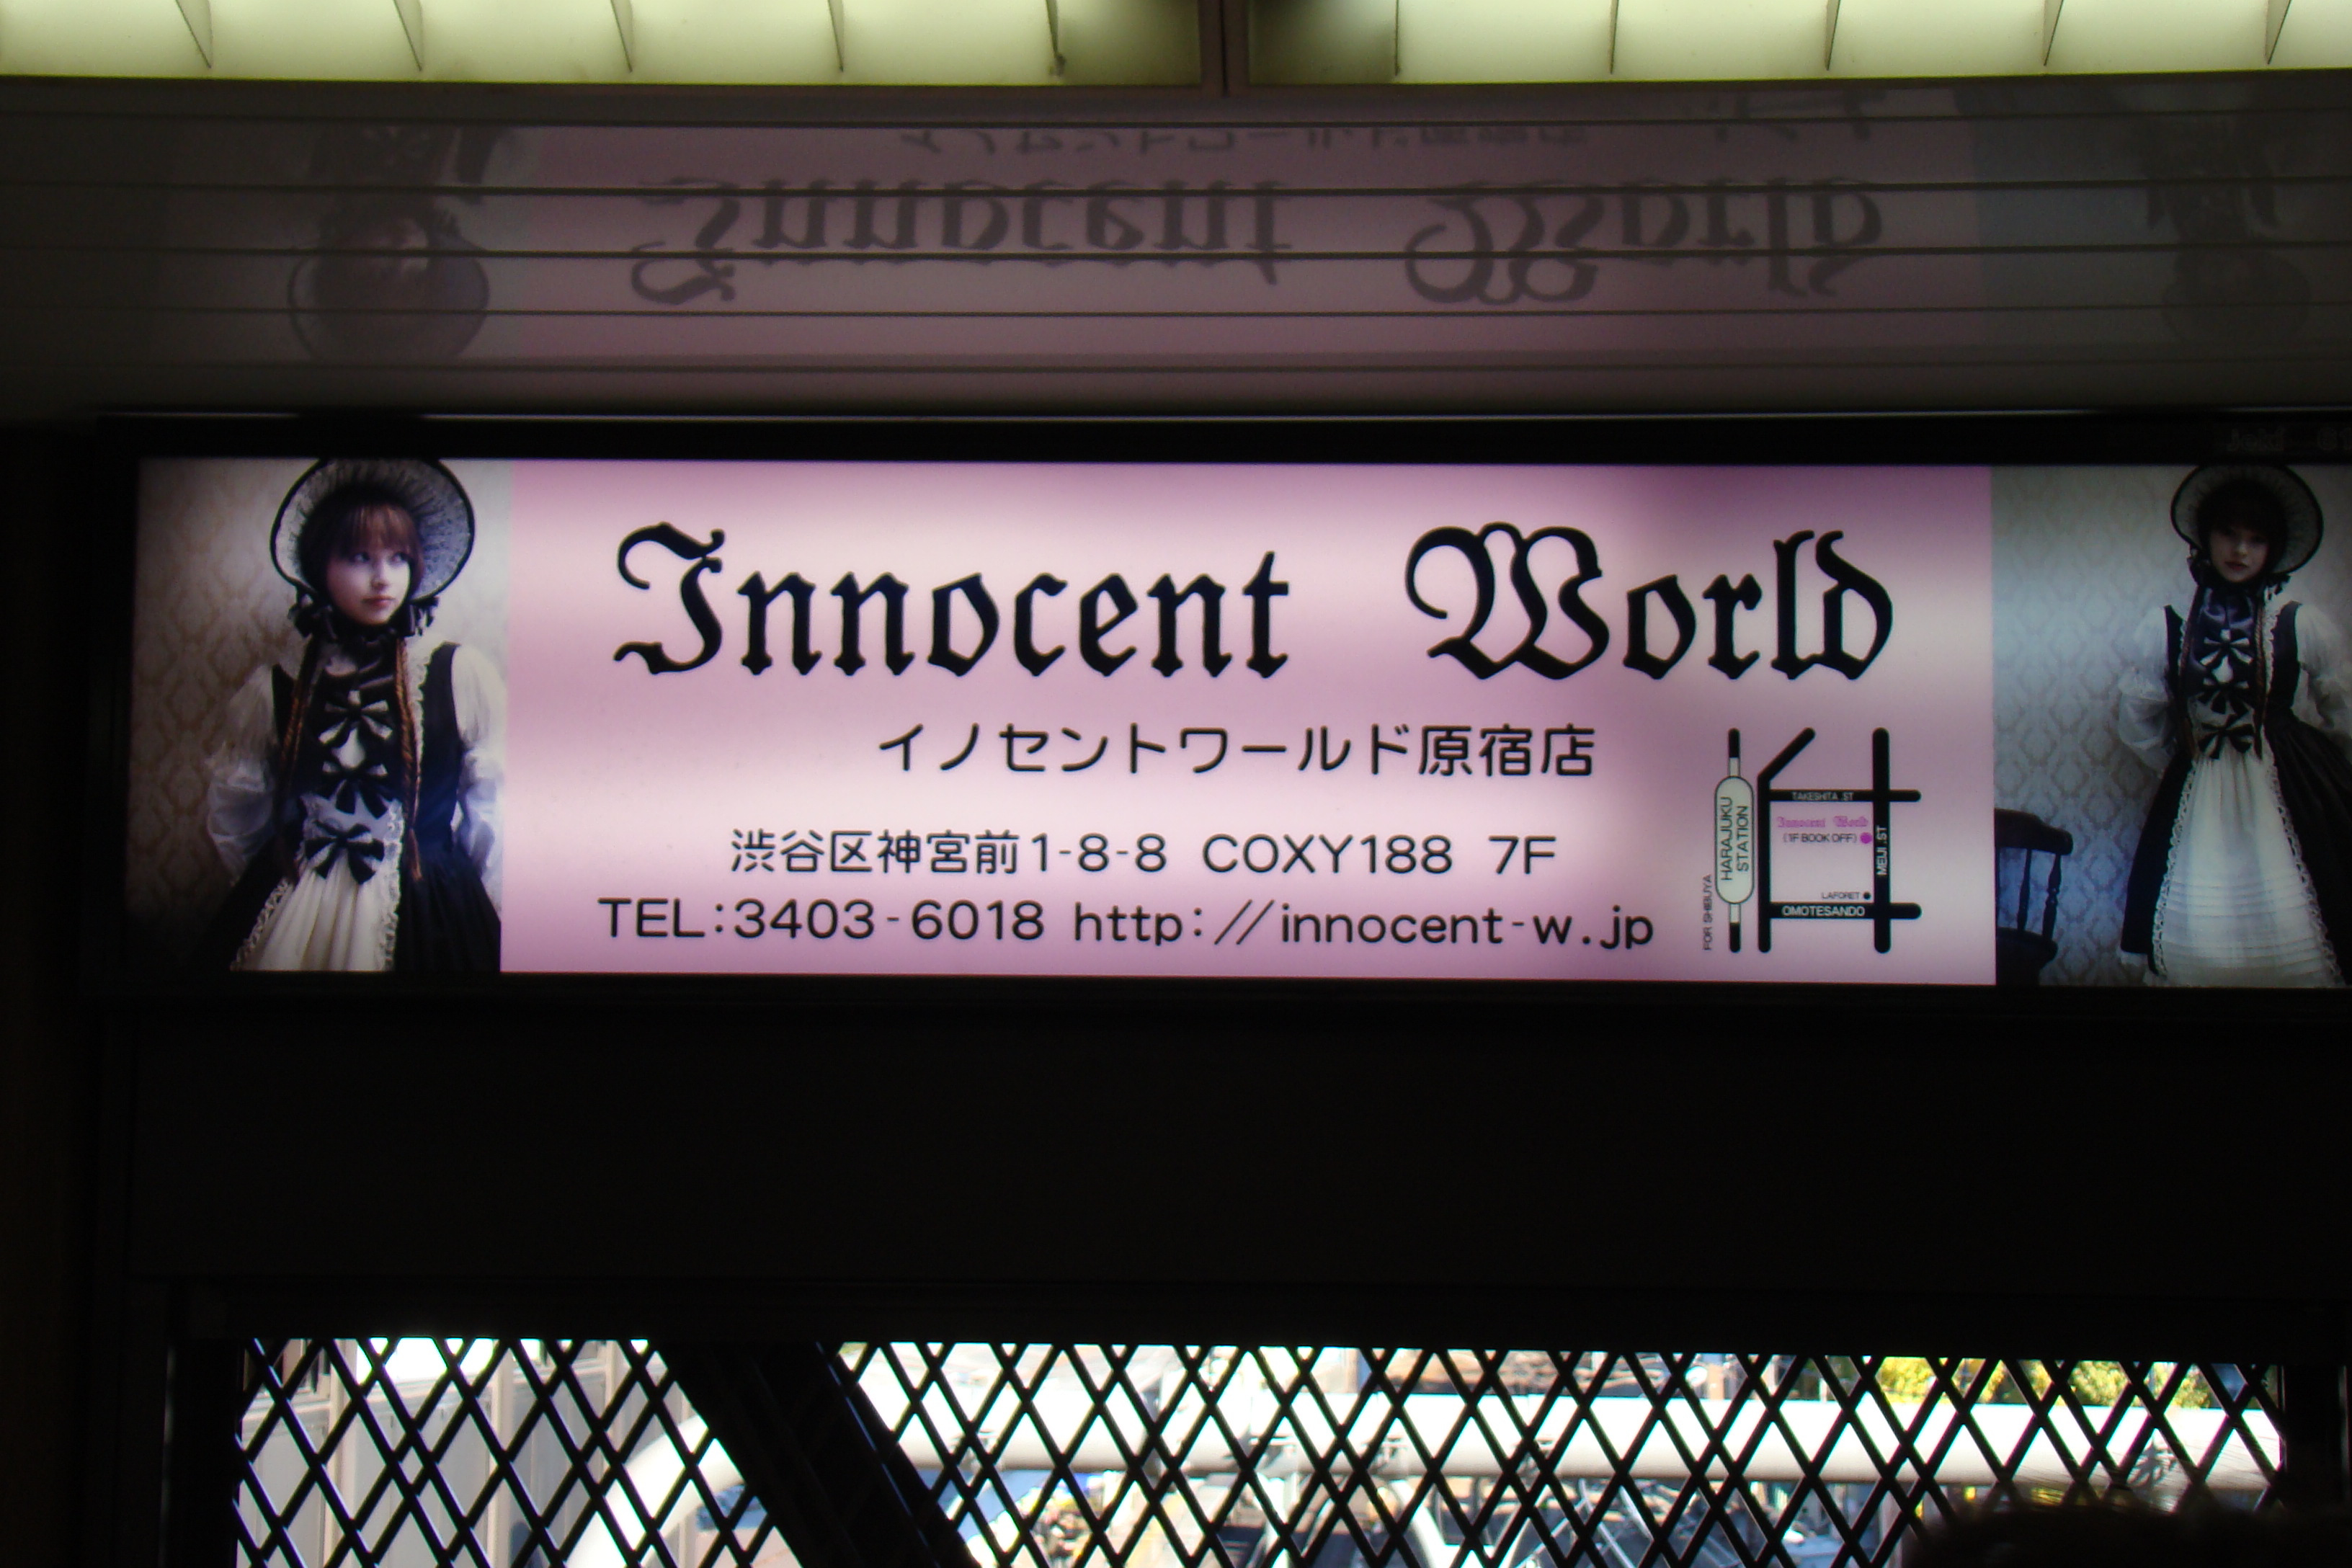 Innocent World
イノセントワールド原宿店
渋谷区神宮前1-8-8 COXY188 7F
TEL:3403-6018 http://innocent-w.jp
FOR SHIBUYA
HARAJUKU STATION
TAKESHITA ST
Innocent World
(1F BOOK OFF)
MEIJI ST
LAFORET
OMOTESANDO